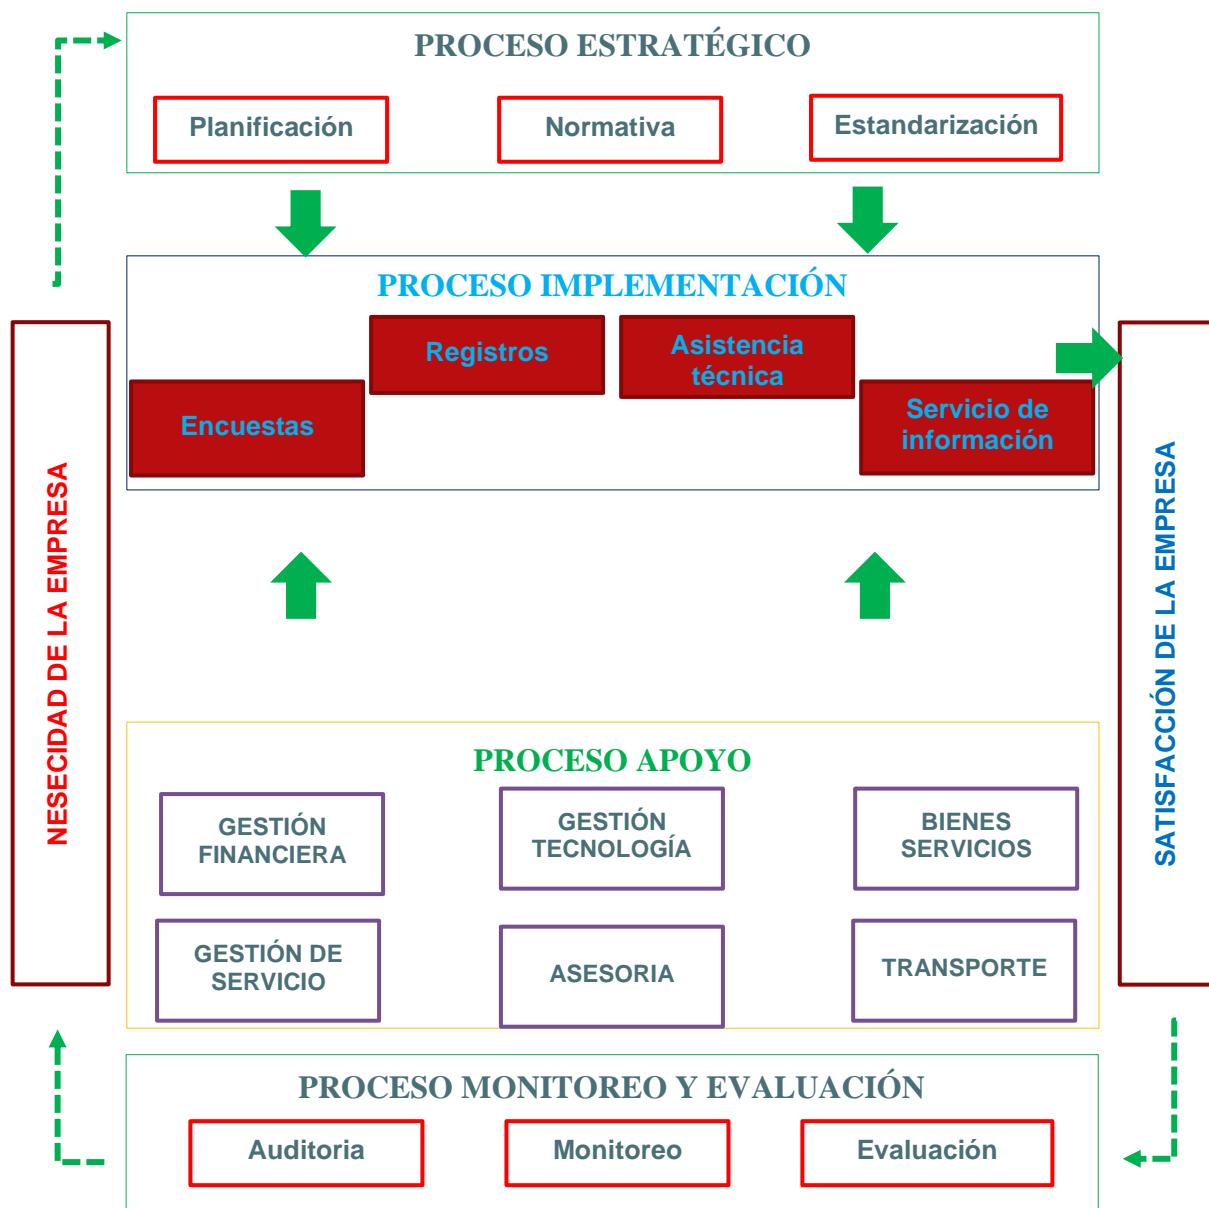 PROCESO ESTRATÉGICO
Planificación
Normativa
Estandarización
PROCESO IMPLEMENTACIÓN
Encuestas
Registros
Asistencia
técnica
Servicio de
información
NESECIDAD DE LA EMPRESA
SATISFACCIÓN DE LA EMPRESA
PROCESO APOYO
GESTIÓN
FINANCIERA
GESTIÓN
TECNOLOGÍA
BIENES
SERVICIOS
GESTIÓN DE
SERVICIO
ASESORIA
TRANSPORTE
PROCESO MONITOREO Y EVALUACIÓN
Auditoria
Monitoreo
Evaluación